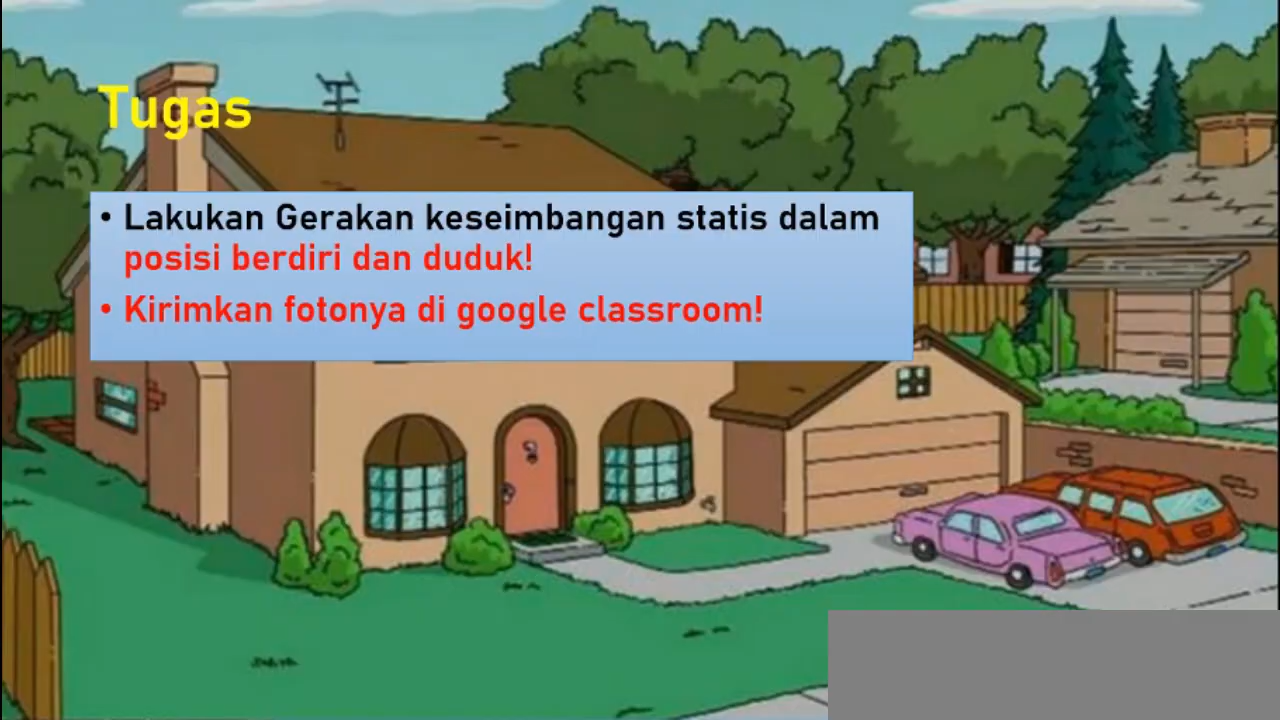 Tugas
• Lakukan Gerakan keseimbangan statis dalam
posisi berdiri dan duduk!
• Kirimkan fotonya di google classroom!